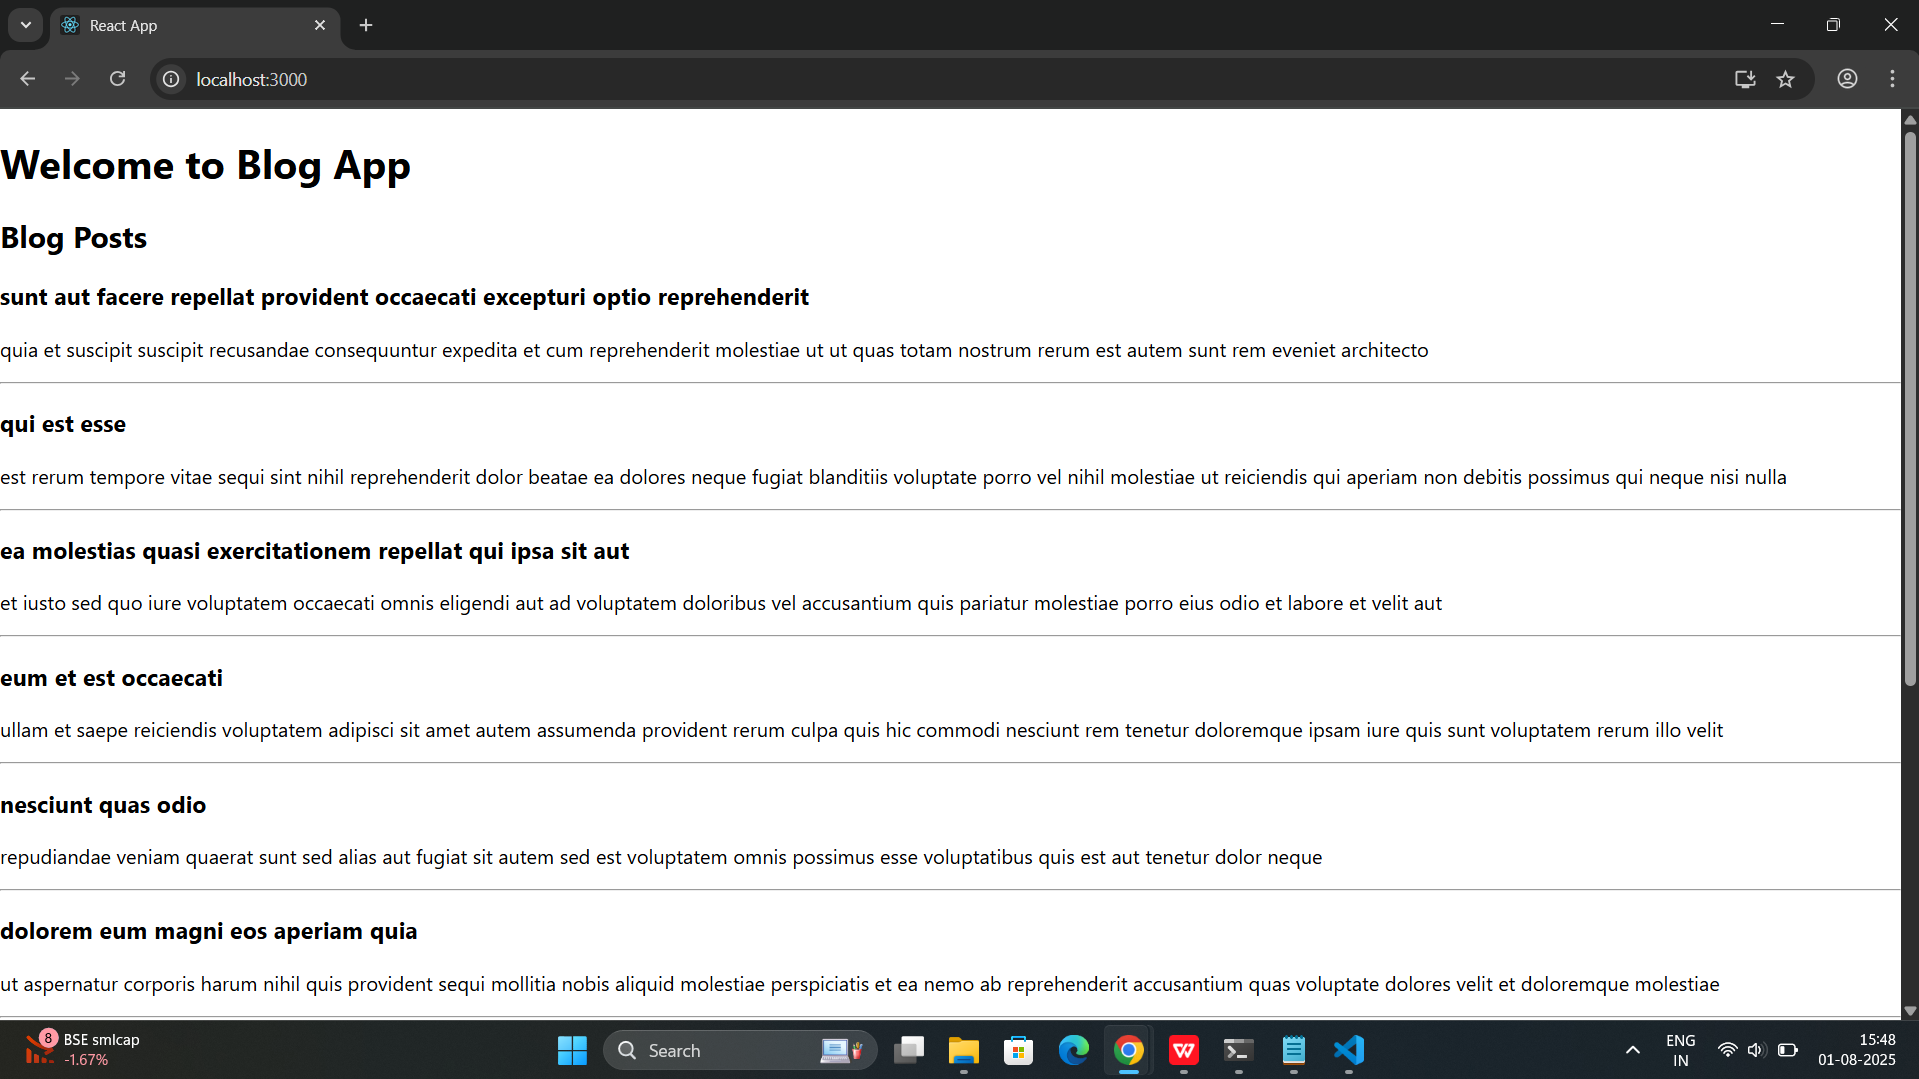 React App
localhost:3000
Welcome to Blog App
Blog Posts
sunt aut facere repellat provident occaecati excepturi optio reprehenderit
quia et suscipit suscipit recusandae consequuntur expedita et cum reprehenderit molestiae ut ut quas totam nostrum rerum est autem sunt rem eveniet architecto
qui est esse
est rerum tempore vitae sequi sint nihil reprehenderit dolor beatae ea dolores neque fugiat blanditiis voluptate porro vel nihil molestiae ut reiciendis qui aperiam non debitis possimus qui neque nisi nulla
ea molestias quasi exercitationem repellat qui ipsa sit aut
et iusto sed quo iure voluptatem occaecati omnis eligendi aut ad voluptatem doloribus vel accusantium quis pariatur molestiae porro eius odio et labore et velit aut
eum et est occaecati
ullam et saepe reiciendis voluptatem adipisci sit amet autem assumenda provident rerum culpa quis hic commodi nesciunt rem tenetur doloremque ipsam iure quis sunt voluptatem rerum illo velit
nesciunt quas odio
repudiandae veniam quaerat sunt sed alias aut fugiat sit autem sed est voluptatem omnis possimus esse voluptatibus quis est aut tenetur dolor neque
dolorem eum magni eos aperiam quia
ut aspernatur corporis harum nihil quis provident sequi mollitia nobis aliquid molestiae perspiciatis et ea nemo ab reprehenderit accusantium quas voluptate dolores velit et doloremque molestiae
8
BSE smlcap
-1.67%
Search
W
ENG
IN
15:48
01-08-2025